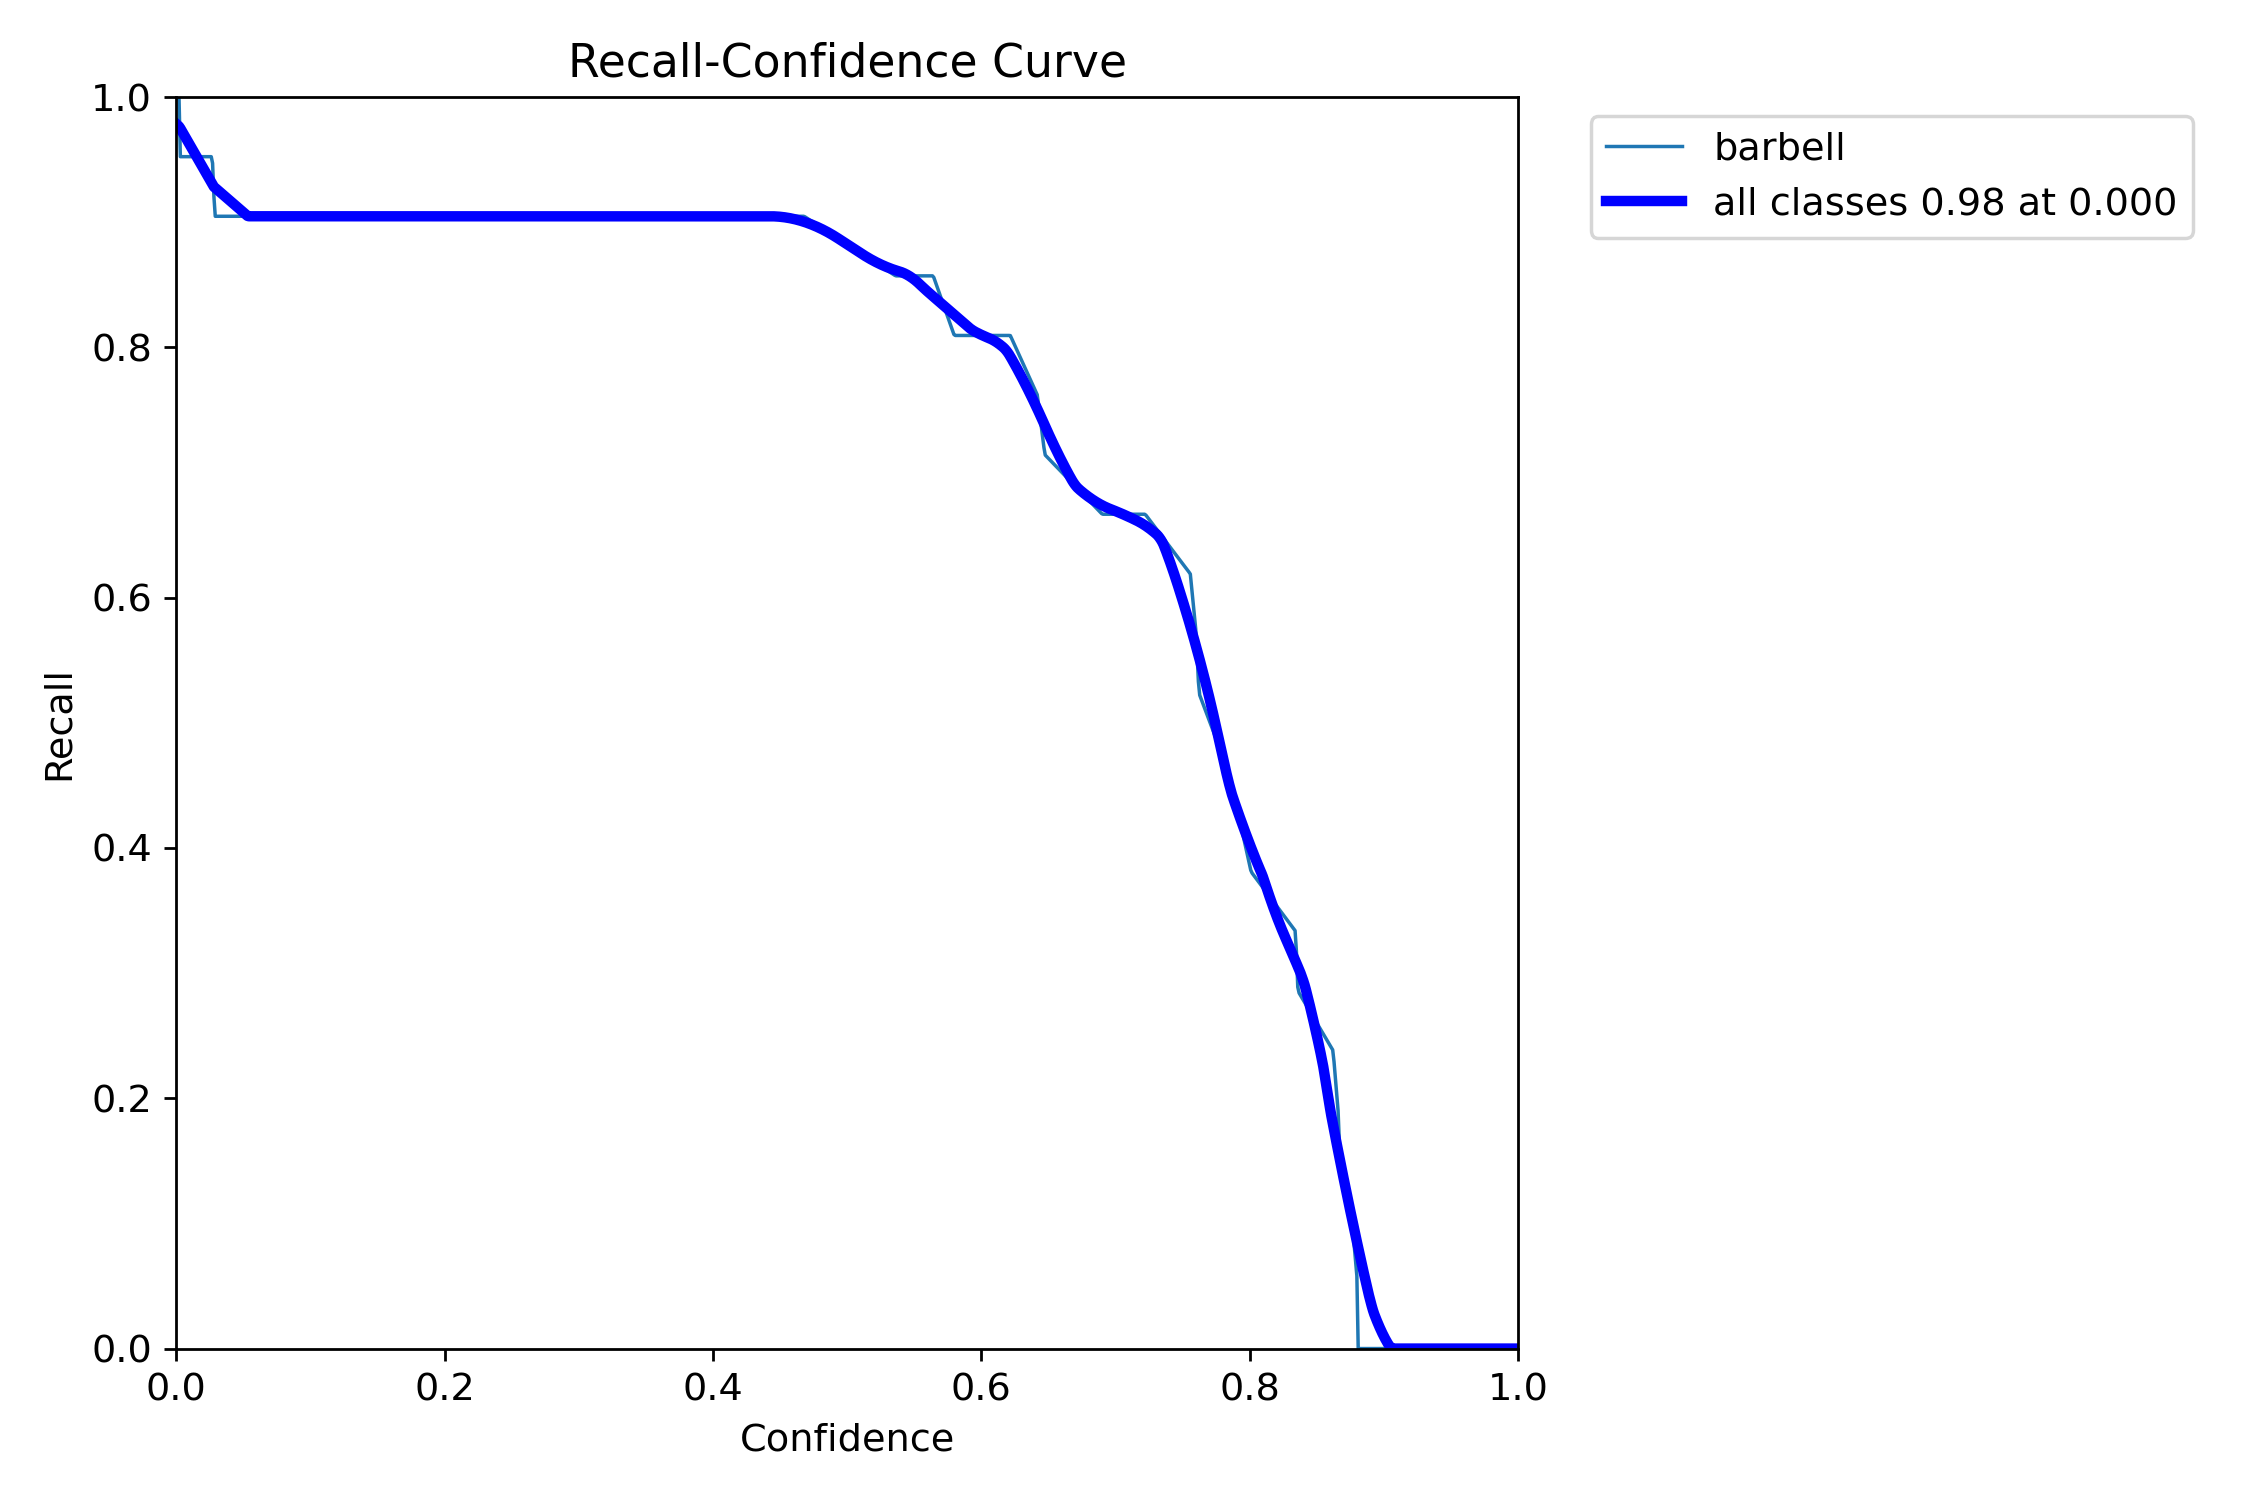 Recall-Confidence Curve
1.0
0.8
0.6
0.4
0.2
0.0
Recall
0.0 0.2 0.4 0.6 0.8 1.0
Confidence
barbell
all classes 0.98 at 0.000